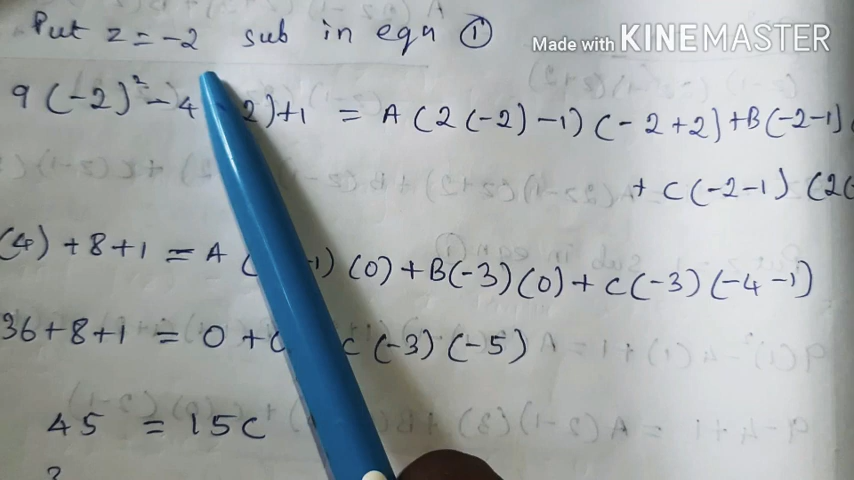 Put z = -2 sub in eqn ①
Made with KINEMASTER
9 (-2)² - 4 2) + 1 = A (2 (-2) - 1) (-2 + 2) + B (-2 - 1)
+ C (-2 - 1) (2(
(4) + 8 + 1 = A ( 1) (0) + B (-3) (0) + C (-3) (-4 - 1)
36 + 8 + 1 = 0 + C (-3) (-5)
45 = 15C
3